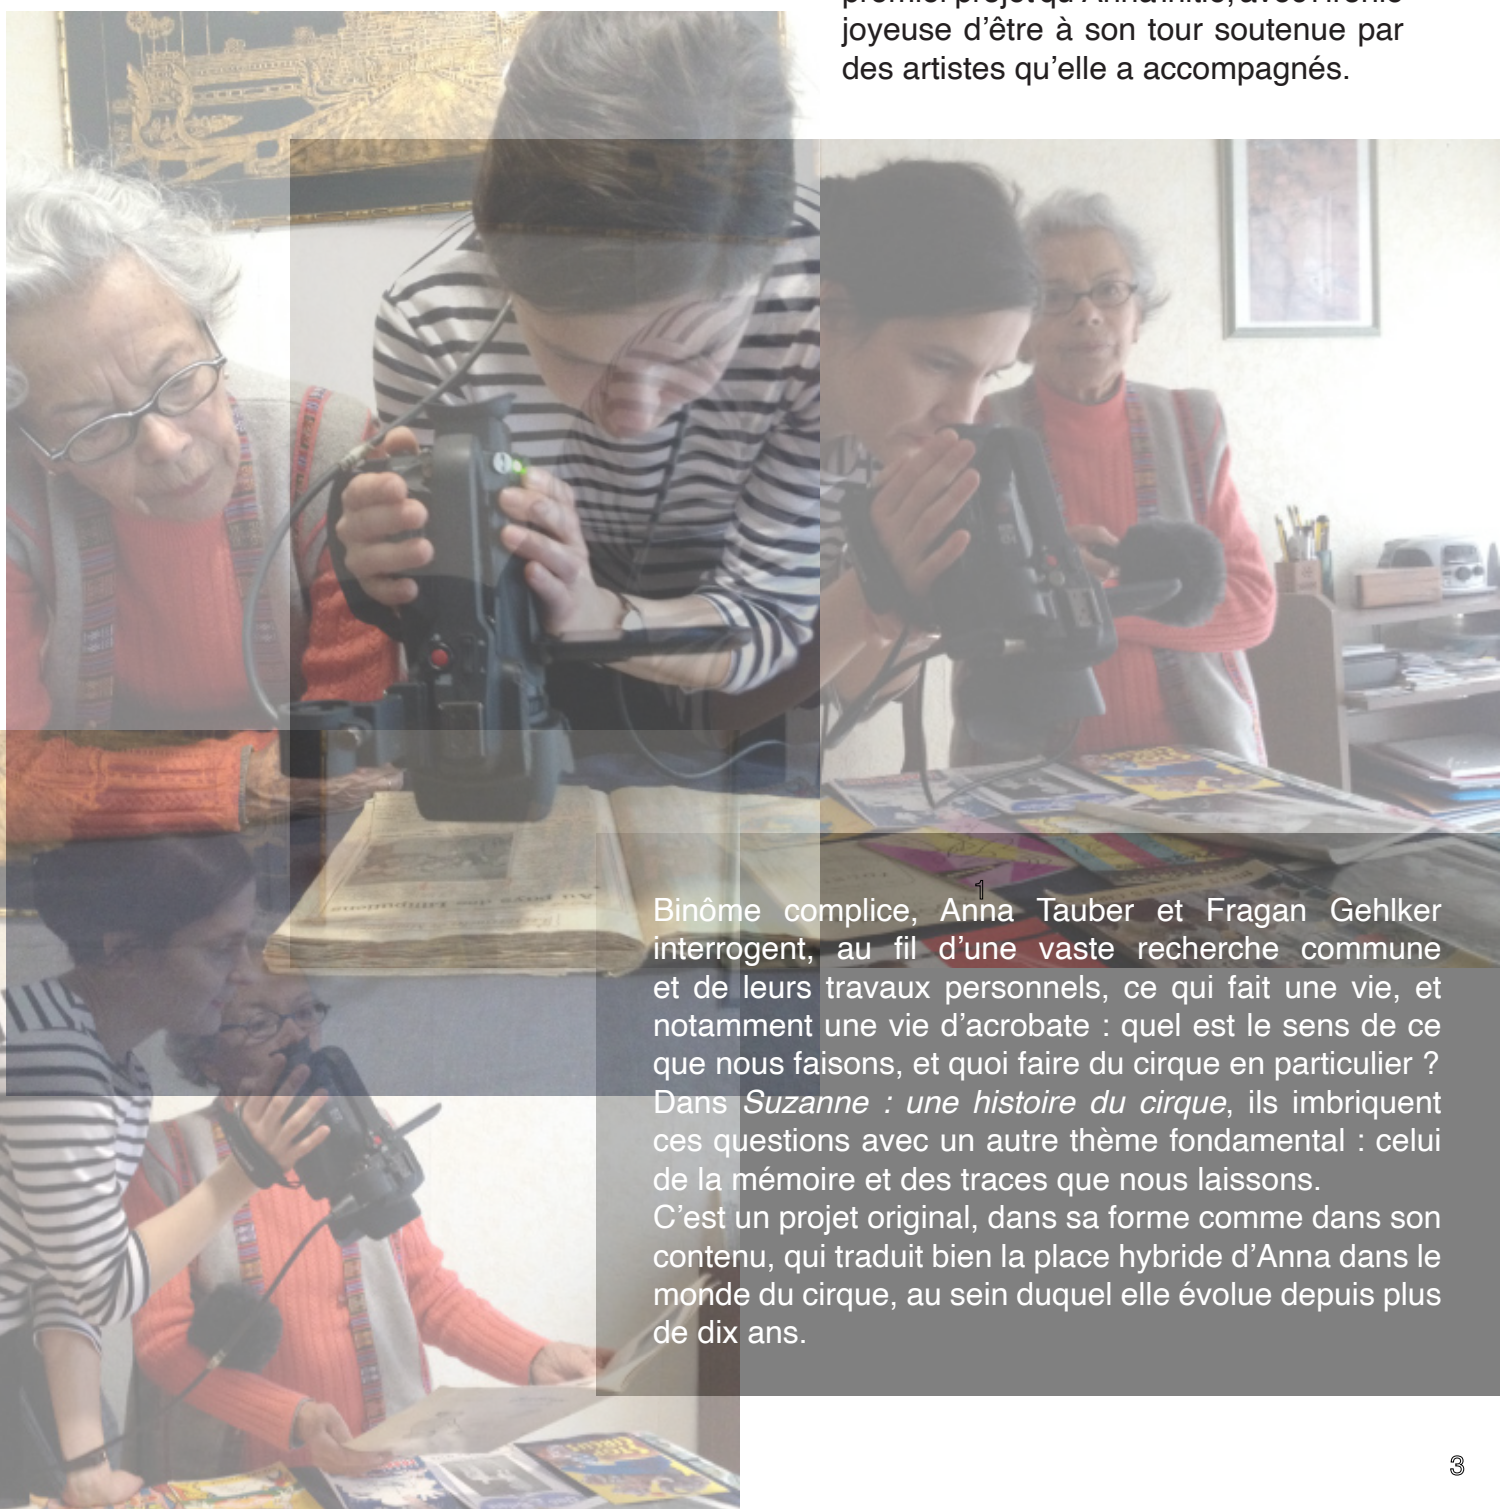 joyeuse d'être à son tour soutenue par
des artistes qu'elle a accompagnés.
1
Binôme complice, Anna Tauber et Fragan Gehlker
interrogent, au fil d'une vaste recherche commune
et de leurs travaux personnels, ce qui fait une vie, et
notamment une vie d'acrobate : quel est le sens de ce
que nous faisons, et quoi faire du cirque en particulier ?
Dans Suzanne : une histoire du cirque, ils imbriquent
ces questions avec un autre thème fondamental : celui
de la mémoire et des traces que nous laissons.
C'est un projet original, dans sa forme comme dans son
contenu, qui traduit bien la place hybride d'Anna dans le
monde du cirque, au sein duquel elle évolue depuis plus
de dix ans.
Au pays des Lilliputiens
3